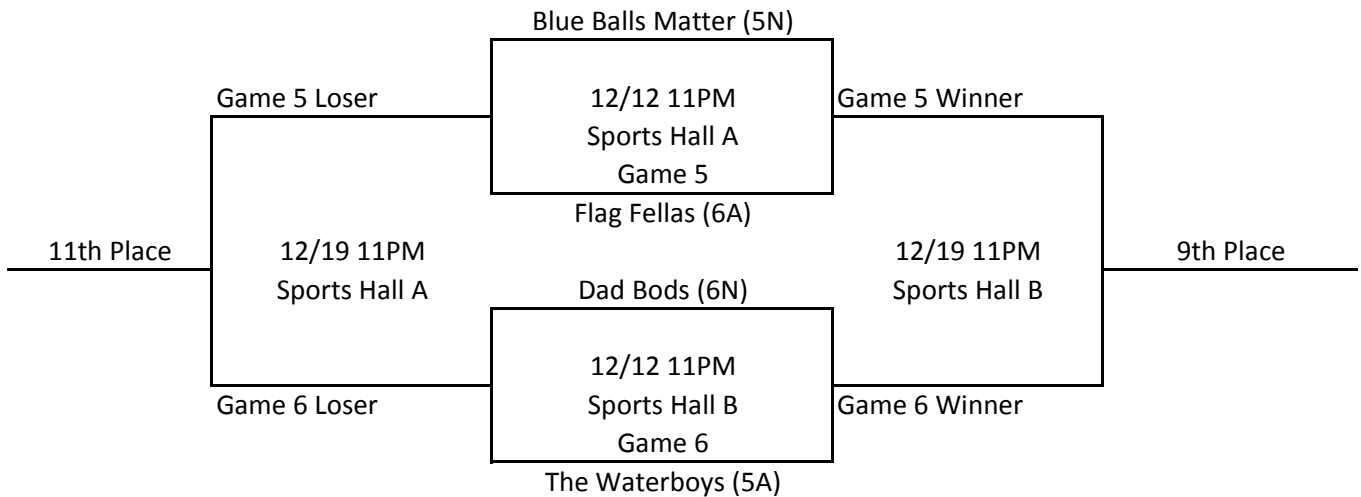 Blue Balls Matter (5N)
Game 5 Loser
12/12 11PM
Game 5 Winner
Sports Hall A
Game 5
Flag Fellas (6A)
11th Place
12/19 11PM
12/19 11PM
9th Place
Sports Hall A
Dad Bods (6N)
Sports Hall B
12/12 11PM
Game 6 Loser
Sports Hall B
Game 6 Winner
Game 6
The Waterboys (5A)